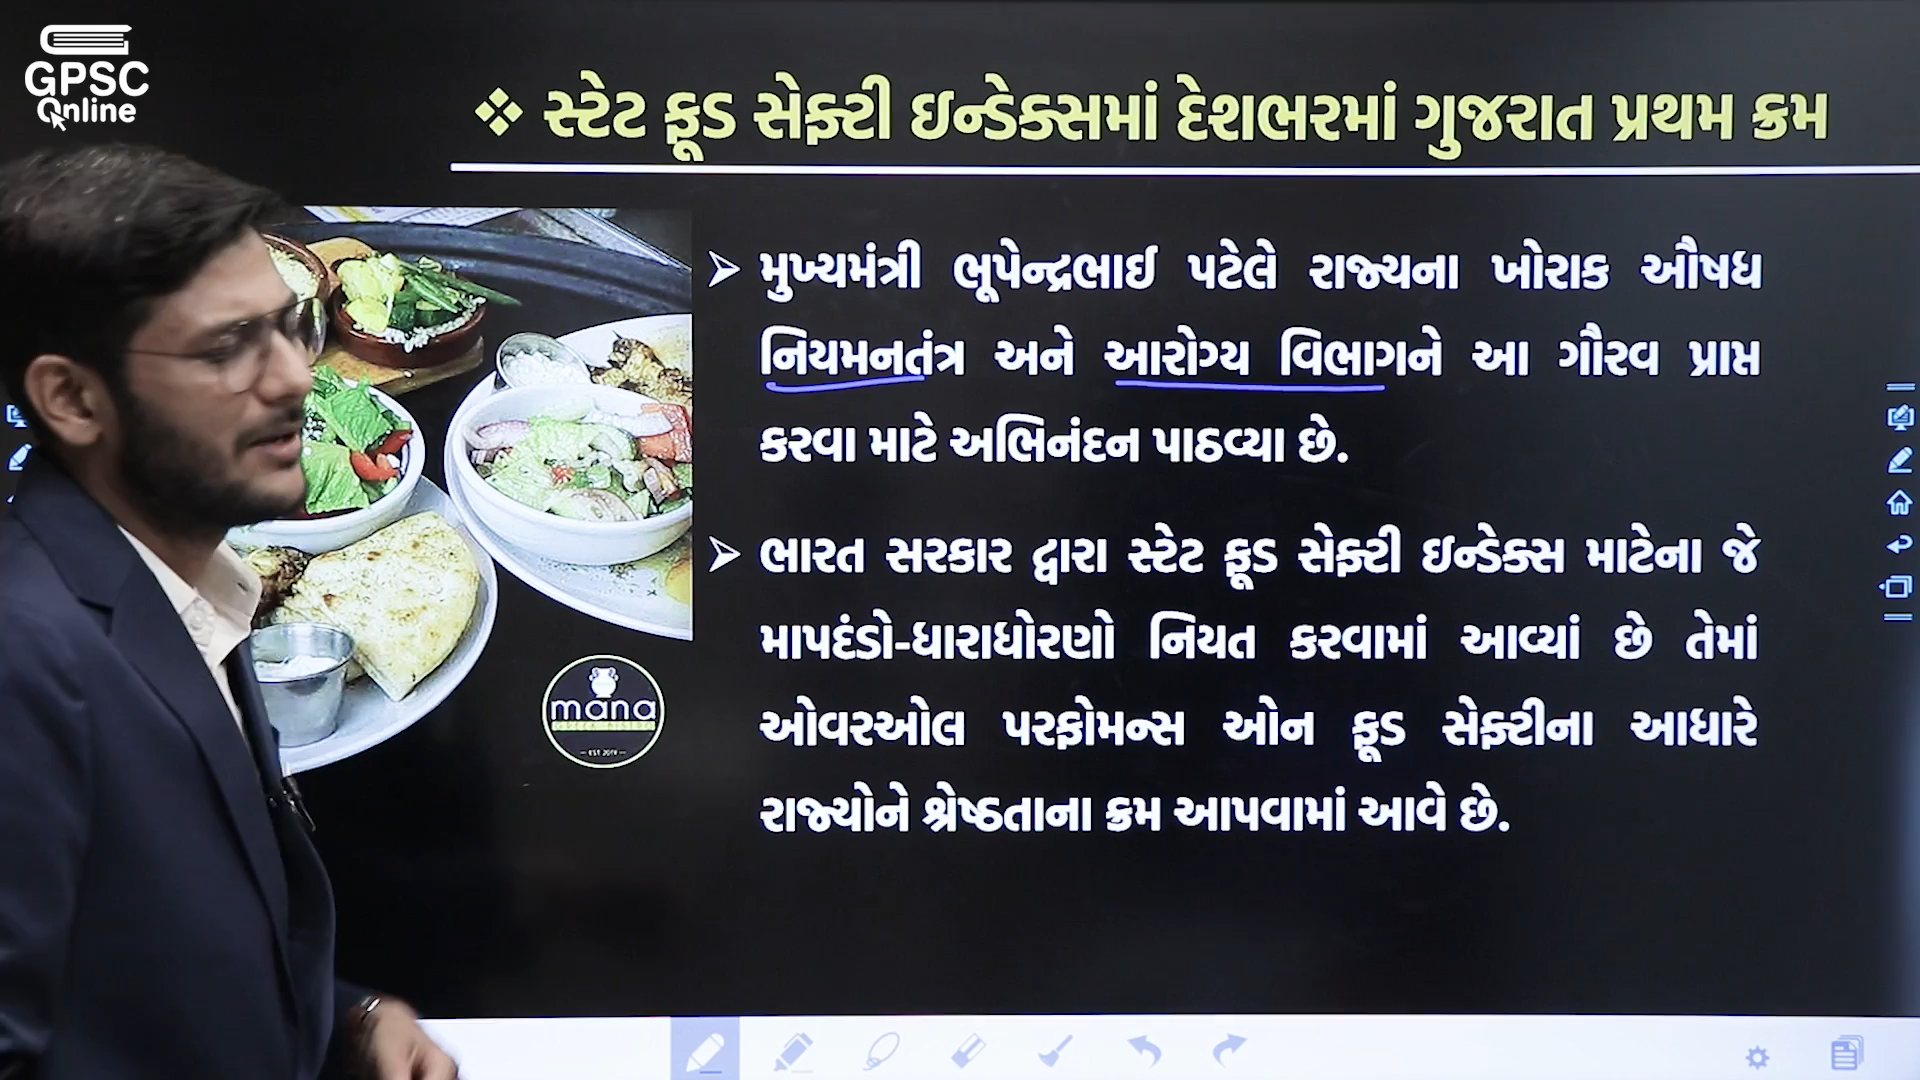 GPSC
Online
❖ સ્ટેટ ફૂડ સેફ્ટી ઇન્ડેક્સમાં દેશભરમાં ગુજરાત પ્રથમ ક્રમ
➢ મુખ્યમંત્રી ભૂપેન્દ્રભાઈ પટેલે રાજ્યના ખોરાક ઔષધ
નિયમનતંત્ર અને આરોગ્ય વિભાગને આ ગૌરવ પ્રાપ્ત
કરવા માટે અભિનંદન પાઠવ્યા છે.
➢ ભારત સરકાર દ્વારા સ્ટેટ ફૂડ સેફ્ટી ઇન્ડેક્સ માટેના જે
માપદંડો-ધારાધોરણો નિયત કરવામાં આવ્યાં છે તેમાં
ઓવરઓલ પરફોમન્સ ઓન ફૂડ સેફ્ટીના આધારે
રાજ્યોને શ્રેષ્ઠતાના ક્રમ આપવામાં આવે છે.
mana